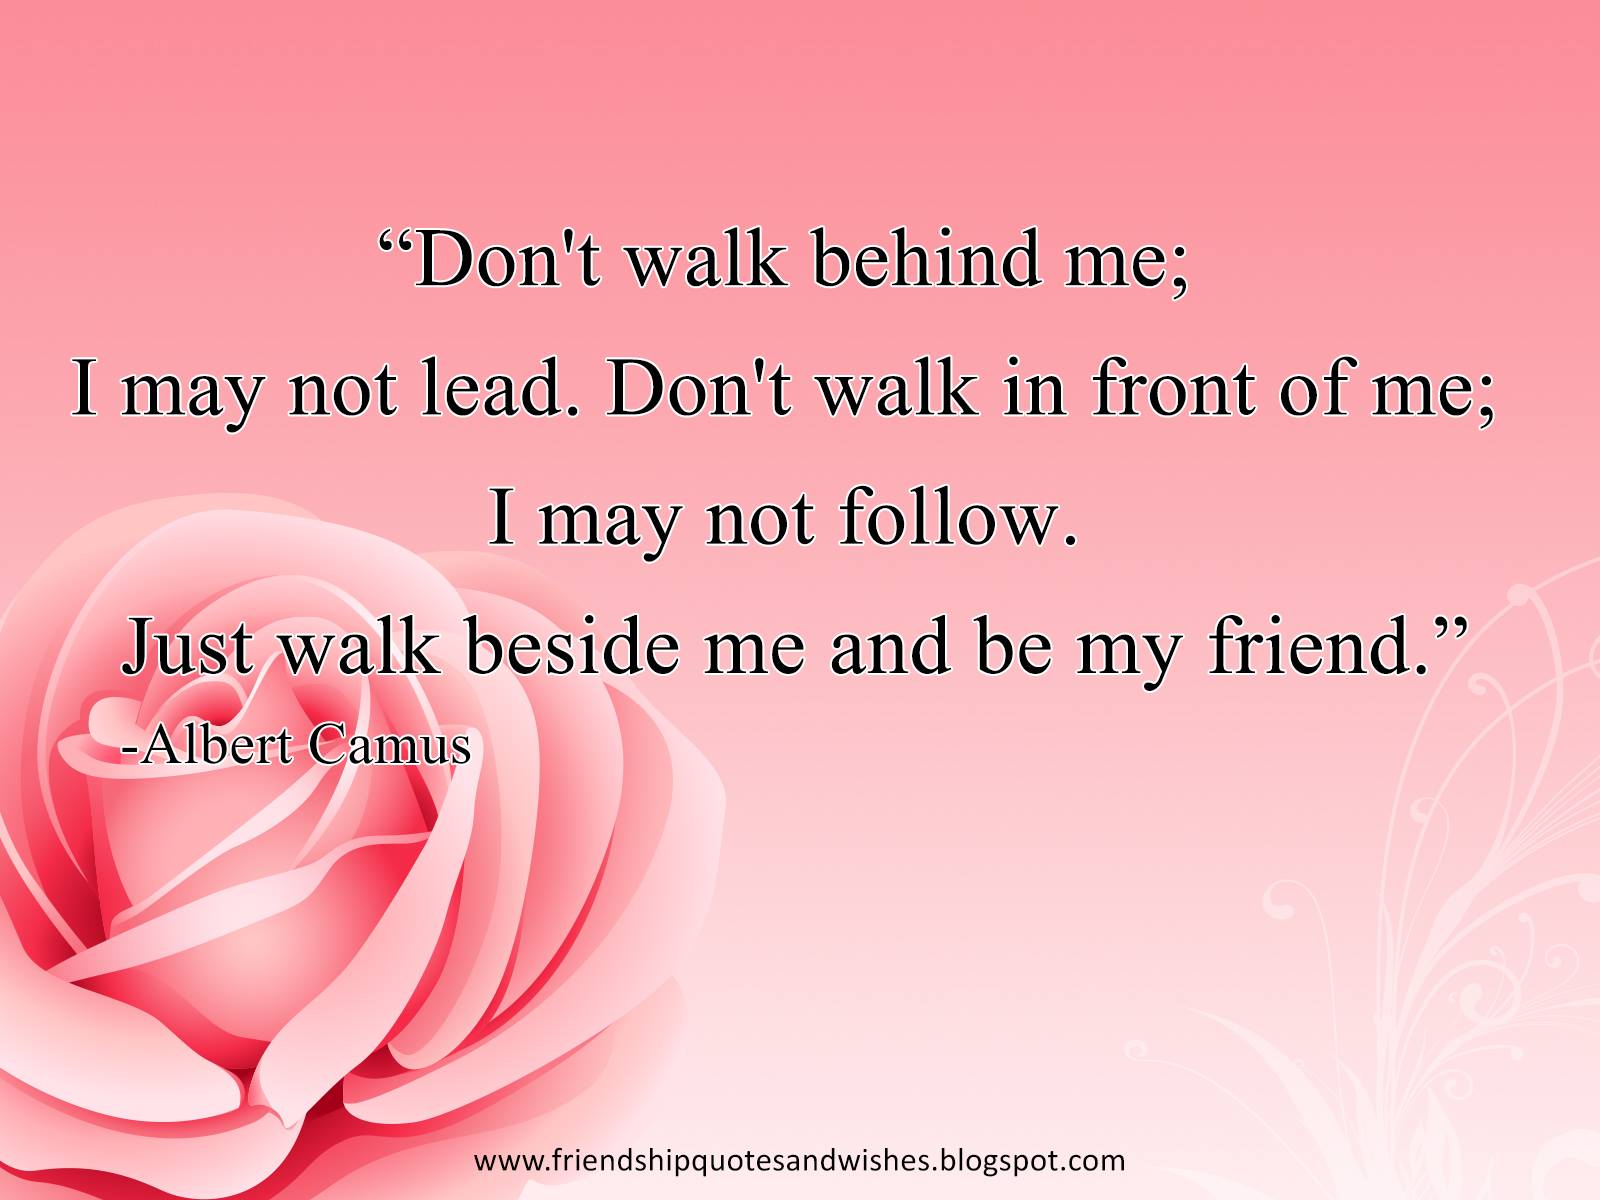 “Don't walk behind me;
I may not lead. Don't walk in front of me;
I may not follow.
Just walk beside me and be my friend.”
-Albert Camus
www.friendshipquotesandwishes.blogspot.com